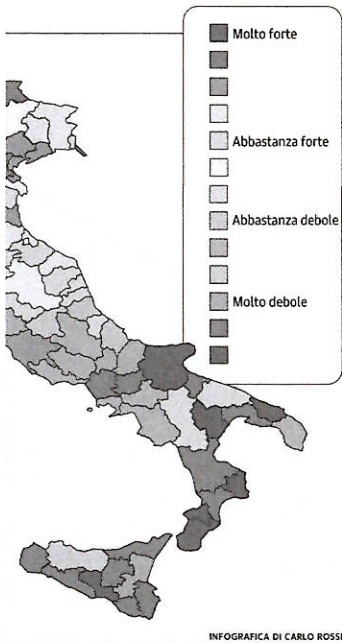 Molto forte
Abbastanza forte
Abbastanza debole
Molto debole
INFOGRAFICA DI CARLO ROSSI